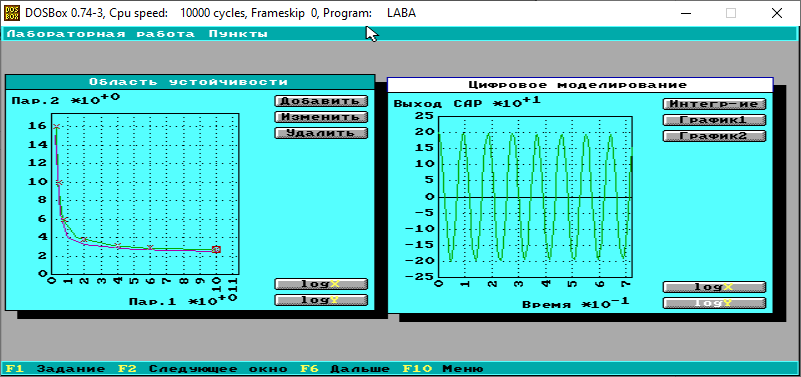 DOSBox 0.74-3, Cpu speed: 10000 cycles, Frameskip 0, Program: LABA
Лабораторная работа Пункты
Область устойчивости
Пар.2 *10+0
Добавить
Изменить
Удалить
16
14
12
10
8
6
4
2
0
0 1 2 3 4 5 6 7 8 9 10 11
Пар.1 *10+0
logX
logY
Цифровое моделирование
Выход САР *10+1
Интегр-ие
График1
График2
25
20
15
10
5
0
-5
-10
-15
-20
-25
0 1 2 3 4 5 6 7
Время *10-1
logX
logY
F1 Задание F2 Следующее окно F6 Дальше F10 Меню